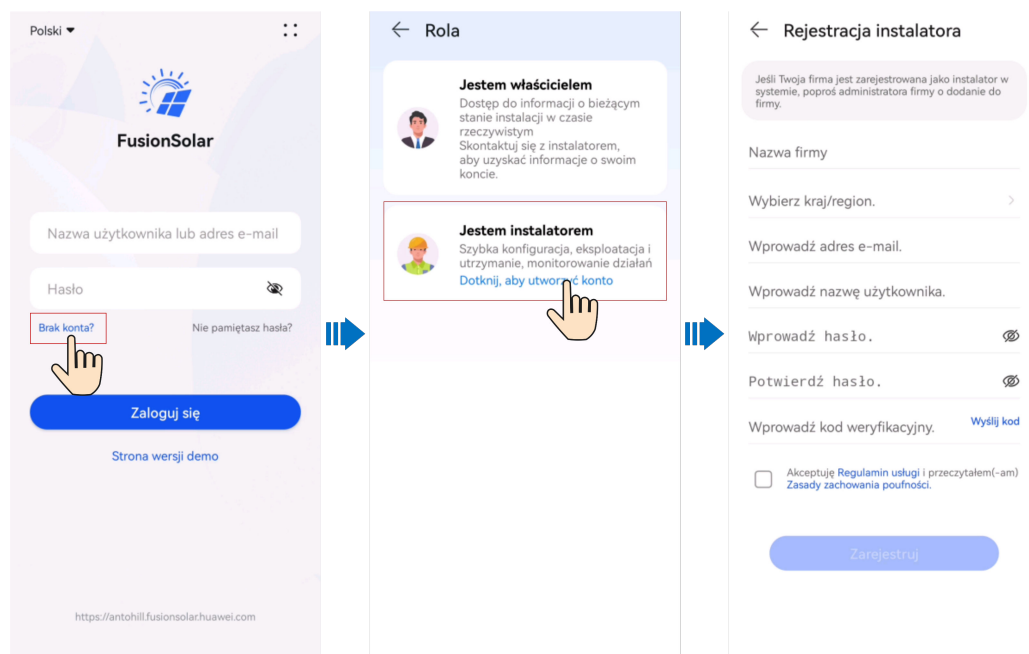 Polski
FusionSolar
Nazwa użytkownika lub adres e-mail
Hasło
Brak konta?
Nie pamiętasz hasła?
Zaloguj się
Strona wersji demo
https://antohill.fusionsolar.huawei.com
Rola
Jestem właścicielem
Dostęp do informacji o bieżącym
stanie instalacji w czasie
rzeczywistym
Skontaktuj się z instalatorem,
aby uzyskać informacje o swoim
koncie.
Jestem instalatorem
Szybka konfiguracja, eksploatacja i
utrzymanie, monitorowanie działań
Dotknij, aby utworzyć konto
Rejestracja instalatora
Jeśli Twoja firma jest zarejestrowana jako instalator w
systemie, poproś administratora firmy o dodanie do
firmy.
Nazwa firmy
Wybierz kraj/region.
Wprowadź adres e-mail.
Wprowadź nazwę użytkownika.
Wprowadź hasło.
Potwierdź hasło.
Wprowadź kod weryfikacyjny.
Wyślij kod
Akceptuję Regulamin usługi i przeczytałem(-am)
Zasady zachowania poufności.
Zarejestruj